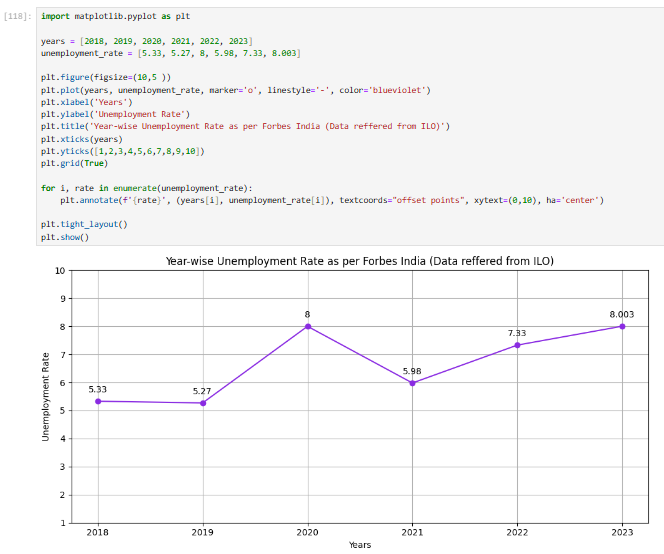 [118]: import matplotlib.pyplot as plt
years = [2018, 2019, 2020, 2021, 2022, 2023]
unemployment_rate = [5.33, 5.27, 8, 5.98, 7.33, 8.003]
plt.figure(figsize=(10,5 ))
plt.plot(years, unemployment_rate, marker='o', linestyle='-', color='blueviolet')
plt.xlabel('Years')
plt.ylabel('Unemployment Rate')
plt.title('Year-wise Unemployment Rate as per Forbes India (Data reffered from ILO)')
plt.xticks(years)
plt.yticks([1,2,3,4,5,6,7,8,9,10])
plt.grid(True)
for i, rate in enumerate(unemployment_rate):
    plt.annotate(f'{rate}', (years[i], unemployment_rate[i]), textcoords="offset points", xytext=(0,10), ha='center')
plt.tight_layout()
plt.show()
Year-wise Unemployment Rate as per Forbes India (Data reffered from ILO)
10
9
8
7
6
5
4
3
2
1
Unemployment Rate
5.33
5.27
8
5.98
7.33
8.003
2018 2019 2020 2021 2022 2023
Years